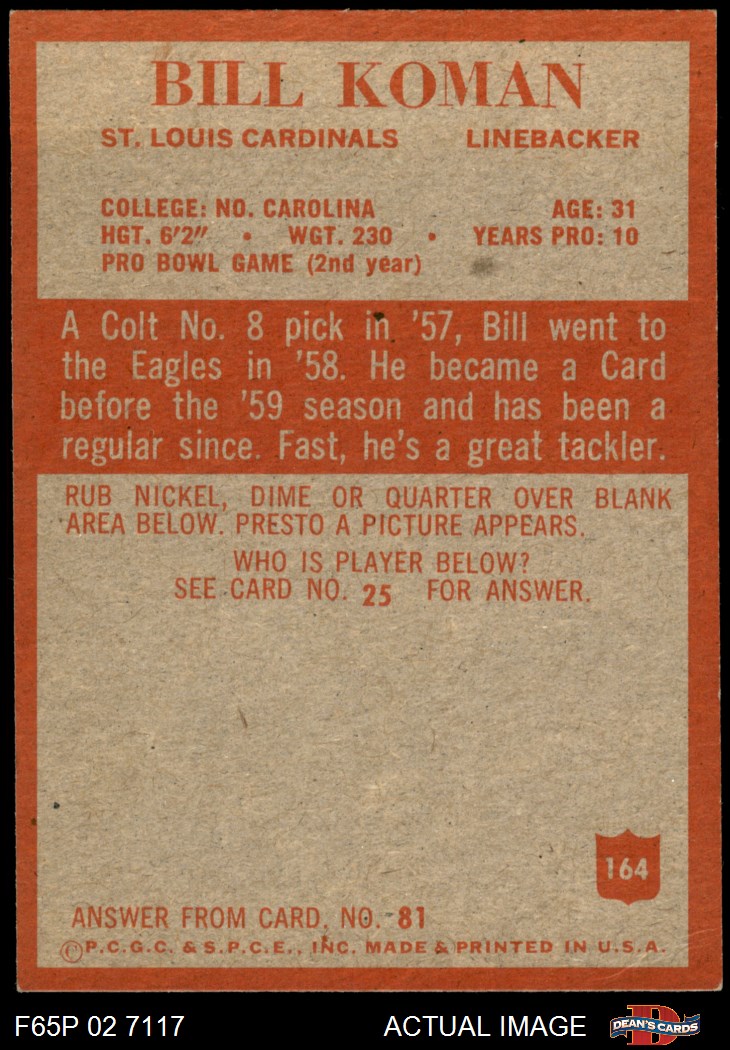 BILL KOMAN
ST. LOUIS CARDINALS LINEBACKER
COLLEGE: NO. CAROLINA AGE: 31
HGT. 6'2" • WGT. 230 • YEARS PRO: 10
PRO BOWL GAME (2nd year)
A Colt No. 8 pick in '57, Bill went to
the Eagles in '58. He became a Card
before the '59 season and has been a
regular since. Fast, he's a great tackler.
RUB NICKEL, DIME OR QUARTER OVER BLANK
AREA BELOW. PRESTO A PICTURE APPEARS.
WHO IS PLAYER BELOW?
SEE CARD NO. 25 FOR ANSWER.
164
ANSWER FROM CARD. NO. 81
©P.C.G.C. & S.P.C.E., INC. MADE & PRINTED IN U.S.A.
F65P 02 7117 ACTUAL IMAGE
D
DEAN'S CARDS